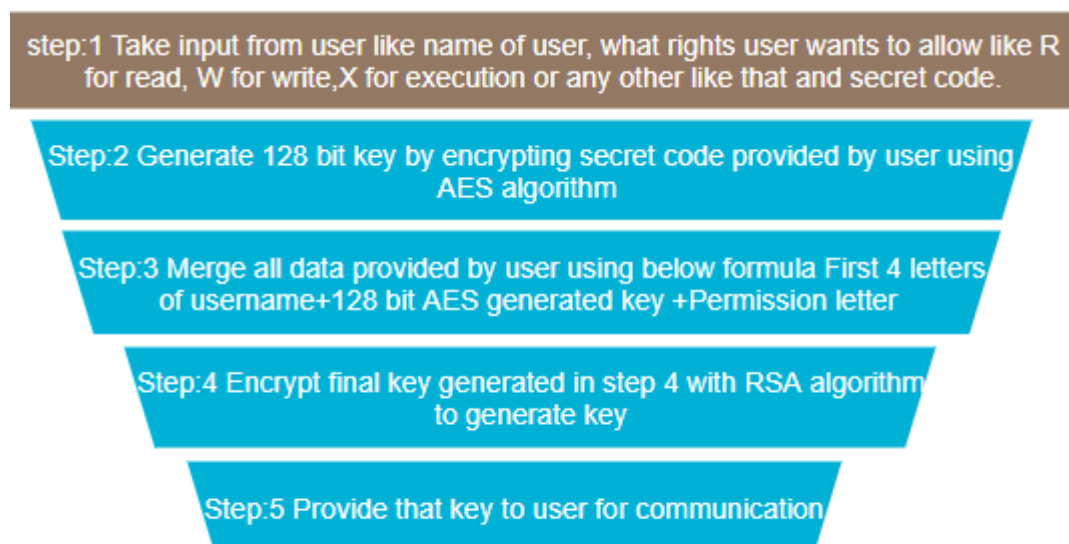 step:1 Take input from user like name of user, what rights user wants to allow like R
for read, W for write,X for execution or any other like that and secret code.
Step:2 Generate 128 bit key by encrypting secret code provided by user using
AES algorithm
Step:3 Merge all data provided by user using below formula First 4 letters
of username+128 bit AES generated key +Permission letter
Step:4 Encrypt final key generated in step 4 with RSA algorithm
to generate key
Step:5 Provide that key to user for communication